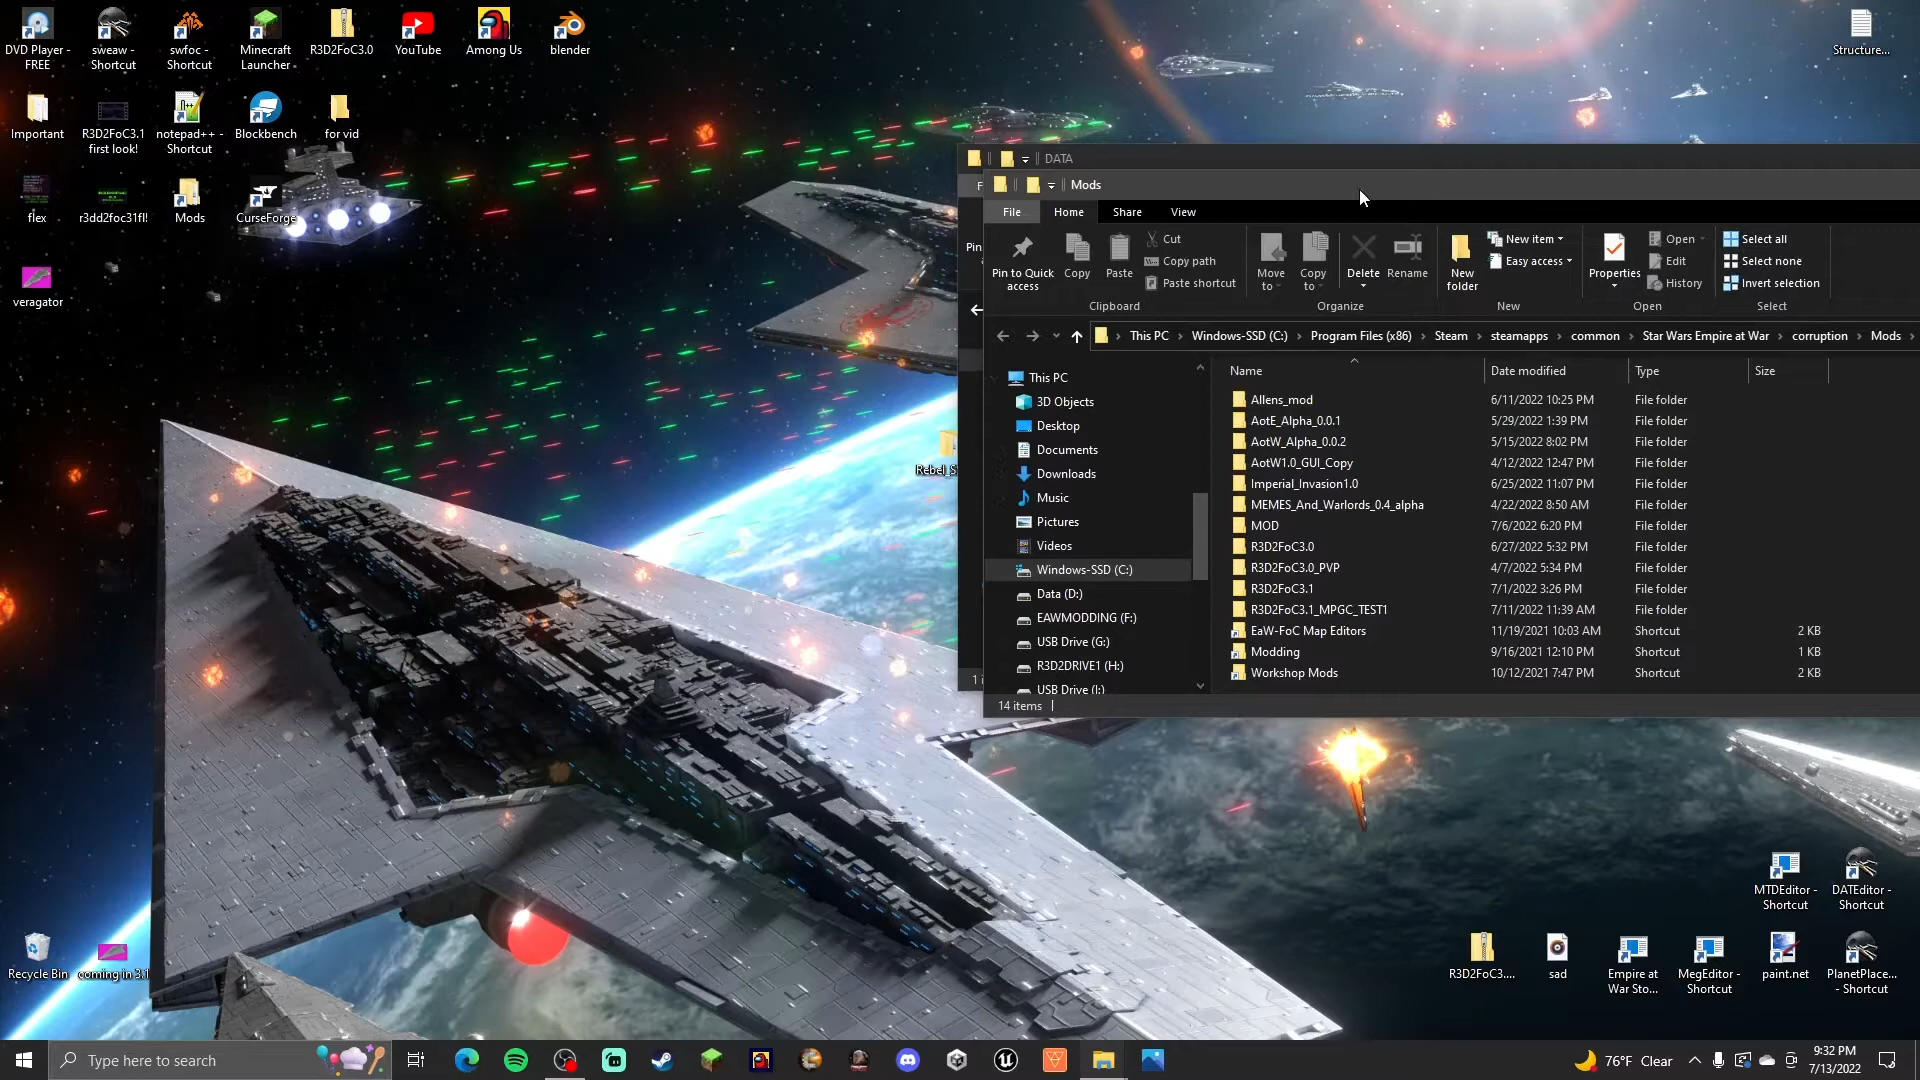 DVD Player -
FREE
sweaw -
Shortcut
swfoc -
Shortcut
Minecraft
Launcher
R3D2FoC3.0
YouTube
Among Us
blender
Structure...
Important
R3D2FoC3.1
first look!
notepad++ -
Shortcut
Blockbench
for vid
flex
r3dd2foc31fl!
Mods
CurseForge
veragator
Rebel_S
DATA
F
Pin
1 i
Mods
File
Home
Share
View
Pin to Quick
access
Copy
Paste
Cut
Copy path
Paste shortcut
Clipboard
Move
to
Copy
to
Delete
Rename
Organize
New
folder
New item
Easy access
New
Properties
Open
Edit
History
Open
Select all
Select none
Invert selection
Select
This PC
Windows-SSD (C:)
Program Files (x86)
Steam
steamapps
common
Star Wars Empire at War
corruption
Mods
This PC
3D Objects
Desktop
Documents
Downloads
Music
Pictures
Videos
Windows-SSD (C:)
Data (D:)
EAWMODDING (F:)
USB Drive (G:)
R3D2DRIVE1 (H:)
USB Drive (I:)
Name Date modified Type Size
Allens_mod 6/11/2022 10:25 PM File folder
AotE_Alpha_0.0.1 5/29/2022 1:39 PM File folder
AotW_Alpha_0.0.2 5/15/2022 8:02 PM File folder
AotW1.0_GUI_Copy 4/12/2022 12:47 PM File folder
Imperial_Invasion1.0 6/25/2022 11:07 PM File folder
MEMES_And_Warlords_0.4_alpha 4/22/2022 8:50 AM File folder
MOD 7/6/2022 6:20 PM File folder
R3D2FoC3.0 6/27/2022 5:32 PM File folder
R3D2FoC3.0_PVP 4/7/2022 5:34 PM File folder
R3D2FoC3.1 7/1/2022 3:26 PM File folder
R3D2FoC3.1_MPGC_TEST1 7/11/2022 11:39 AM File folder
EaW-FoC Map Editors 11/19/2021 10:03 AM Shortcut 2 KB
Modding 9/16/2021 12:10 PM Shortcut 1 KB
Workshop Mods 10/12/2021 7:47 PM Shortcut 2 KB
14 items
MTDEditor -
Shortcut
DATEditor -
Shortcut
Recycle Bin
coming in 3.1
R3D2FoC3....
sad
Empire at
War Sto...
MegEditor -
Shortcut
paint.net
PlanetPlace...
- Shortcut
Type here to search
76°F Clear
9:32 PM
7/13/2022